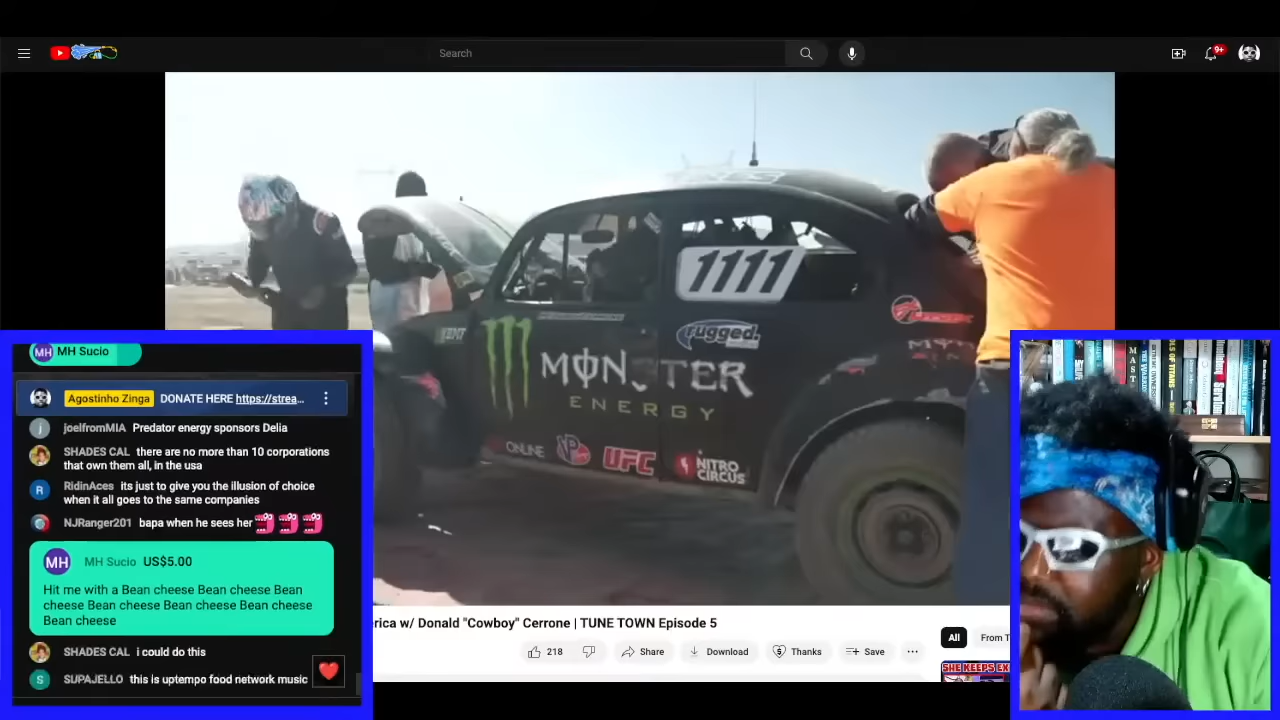 Search
9+
1111
rugged.
MONSTER
ENERGY
ONLINE
UFC
NITRO
CIRCUS
MH MH Sucio
Agostinho Zinga DONATE HERE https://strea...
j joelfromMIA Predator energy sponsors Delia
SHADES CAL there are no more than 10 corporations
that own them all, in the usa
R RidinAces its just to give you the illusion of choice
when it all goes to the same companies
NJRanger201 bapa when he sees her
MH MH Sucio US$5.00
Hit me with a Bean cheese Bean cheese Bean
cheese Bean cheese Bean cheese Bean cheese
Bean cheese
SHADES CAL i could do this
S SUPAJELLO this is uptempo food network music
rica w/ Donald "Cowboy" Cerrone | TUNE TOWN Episode 5
218 Share Download Thanks Save
All From T
SHE KEEPS EX